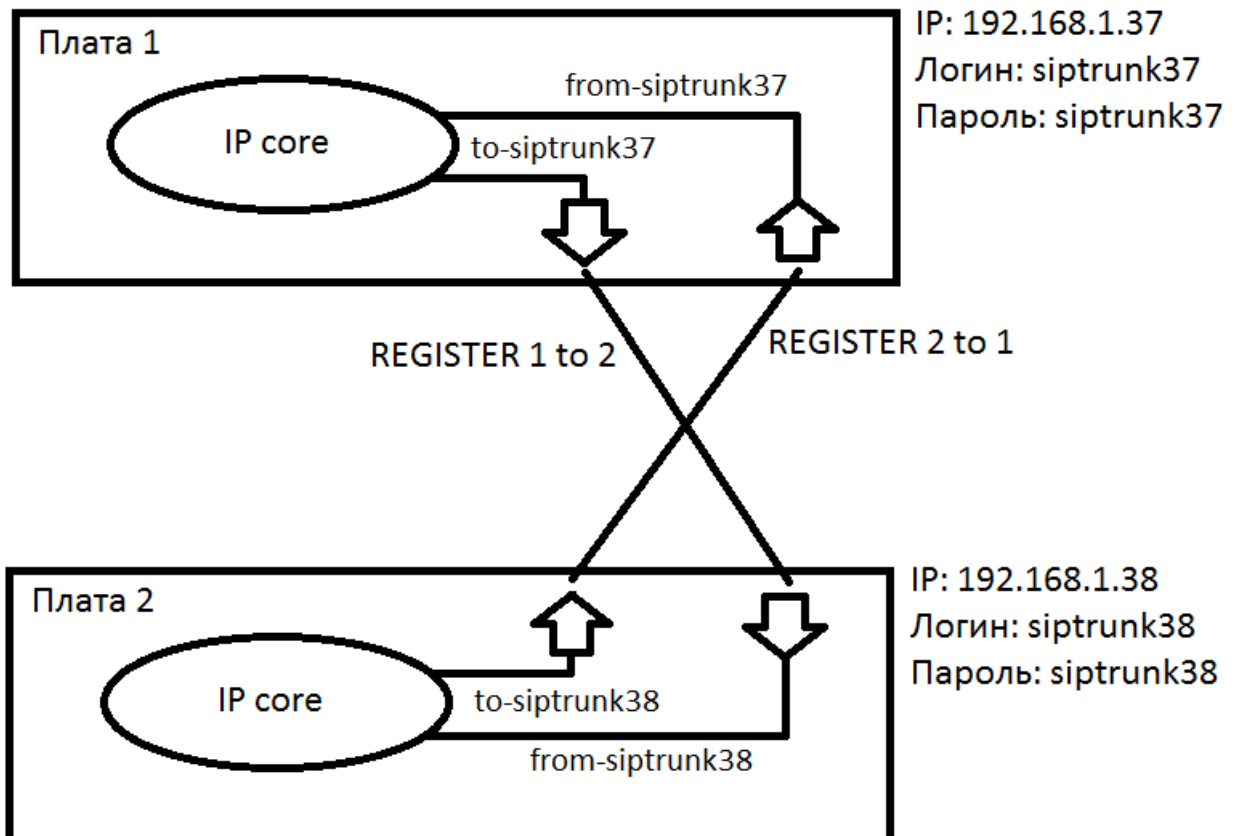 Плата 1
IP: 192.168.1.37
Логин: siptrunk37
Пароль: siptrunk37
from-siptrunk37
IP core
to-siptrunk37
REGISTER 1 to 2
REGISTER 2 to 1
Плата 2
IP: 192.168.1.38
Логин: siptrunk38
Пароль: siptrunk38
IP core
to-siptrunk38
from-siptrunk38